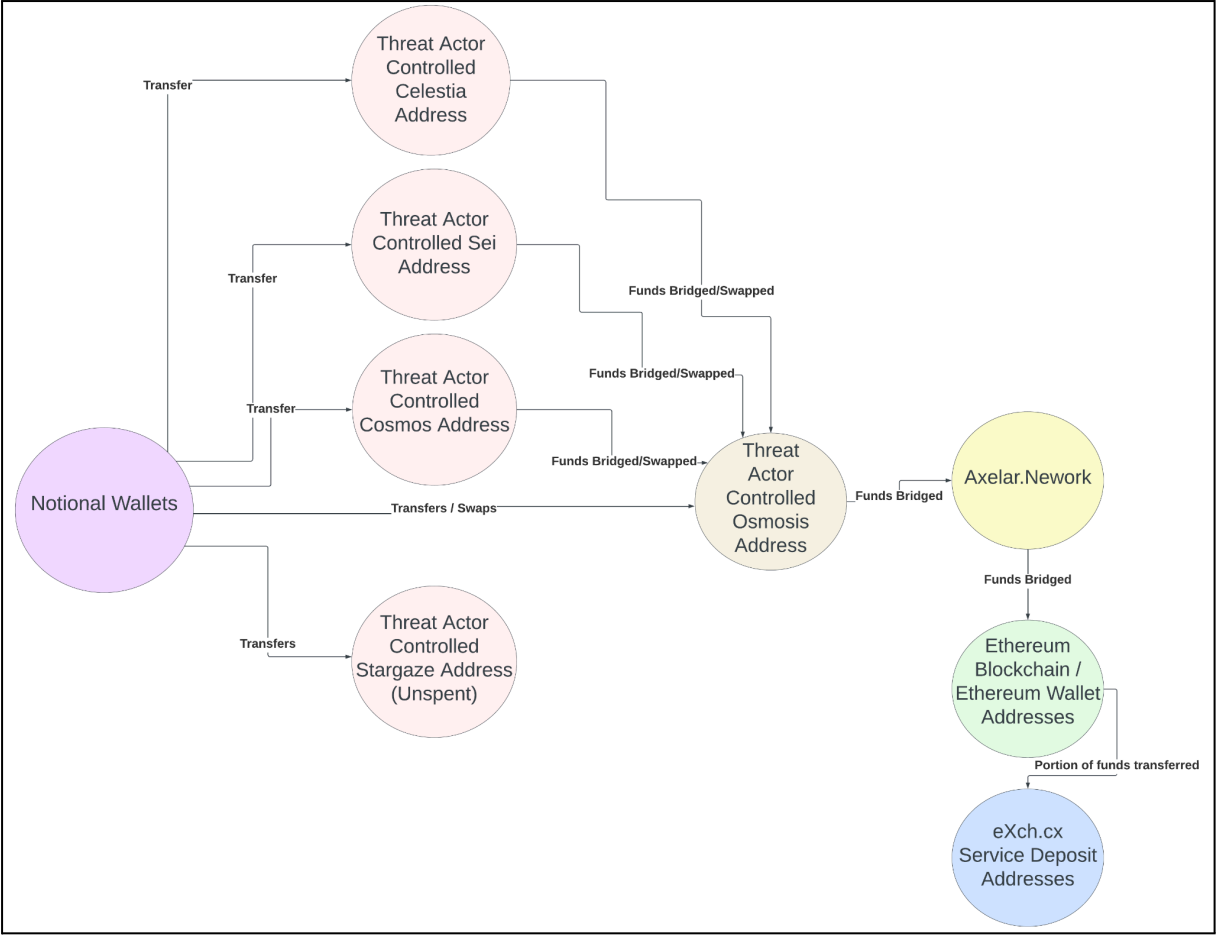 Threat Actor
Controlled
Celestia
Address
Transfer
Threat Actor
Controlled Sei
Address
Transfer
Funds Bridged/Swapped
Threat Actor
Controlled
Cosmos Address
Funds Bridged/Swapped
Transfer
Funds Bridged/Swapped
Notional Wallets
Transfers / Swaps
Threat
Actor
Controlled
Osmosis
Address
Funds Bridged
Axelar.Nework
Funds Bridged
Threat Actor
Controlled
Stargaze Address
(Unspent)
Transfers
Ethereum
Blockchain /
Ethereum Wallet
Addresses
Portion of funds transferred
eXch.cx
Service Deposit
Addresses